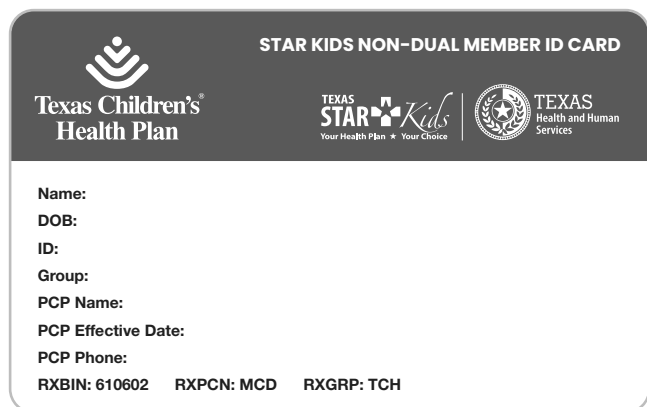 STAR KIDS NON-DUAL MEMBER ID CARD
Texas Children's®
Health Plan
TEXAS
STAR Kids
Your Health Plan ★ Your Choice
TEXAS
Health and Human
Services
Name:
DOB:
ID:
Group:
PCP Name:
PCP Effective Date:
PCP Phone:
RXBIN: 610602 RXPCN: MCD RXGRP: TCH